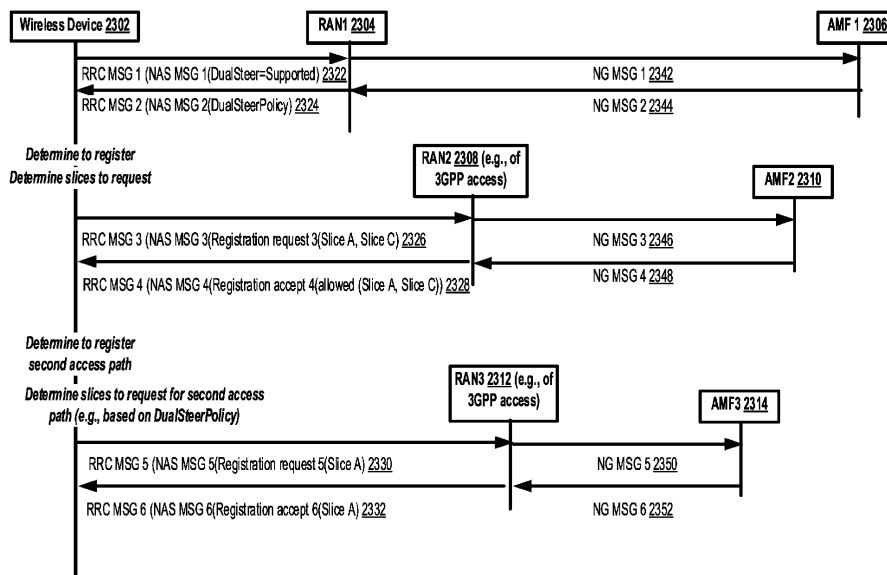 Wireless Device 2302
RAN1 2304
AMF 1 2306
RRC MSG 1 (NAS MSG 1(DualSteer=Supported) 2322
NG MSG 1 2342
RRC MSG 2 (NAS MSG 2(DualSteerPolicy) 2324
NG MSG 2 2344
Determine to register
Determine slices to request
RAN2 2308 (e.g., of
3GPP access)
AMF2 2310
RRC MSG 3 (NAS MSG 3(Registration request 3(Slice A, Slice C) 2326
NG MSG 3 2346
RRC MSG 4 (NAS MSG 4(Registration accept 4(allowed (Slice A, Slice C)) 2328
NG MSG 4 2348
Determine to register
second access path
Determine slices to request for second access
path (e.g., based on DualSteerPolicy)
RAN3 2312 (e.g., of
3GPP access)
AMF3 2314
RRC MSG 5 (NAS MSG 5(Registration request 5(Slice A) 2330
NG MSG 5 2350
RRC MSG 6 (NAS MSG 6(Registration accept 6(Slice A) 2332
NG MSG 6 2352